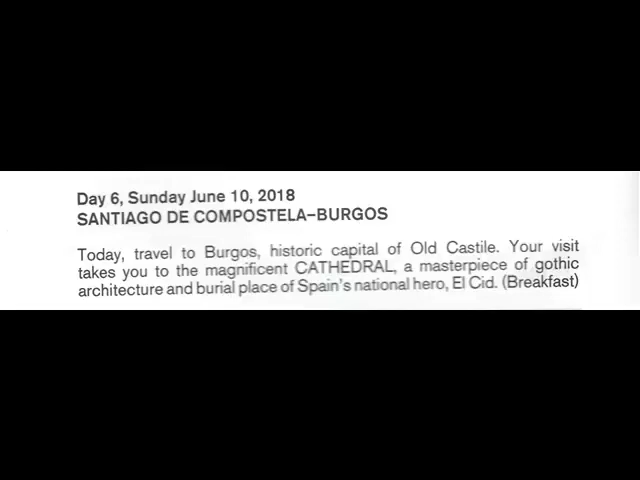 Day 6, Sunday June 10, 2018
SANTIAGO DE COMPOSTELA–BURGOS
Today, travel to Burgos, historic capital of Old Castile. Your visit
takes you to the magnificent CATHEDRAL, a masterpiece of gothic
architecture and burial place of Spain's national hero, El Cid. (Breakfast)